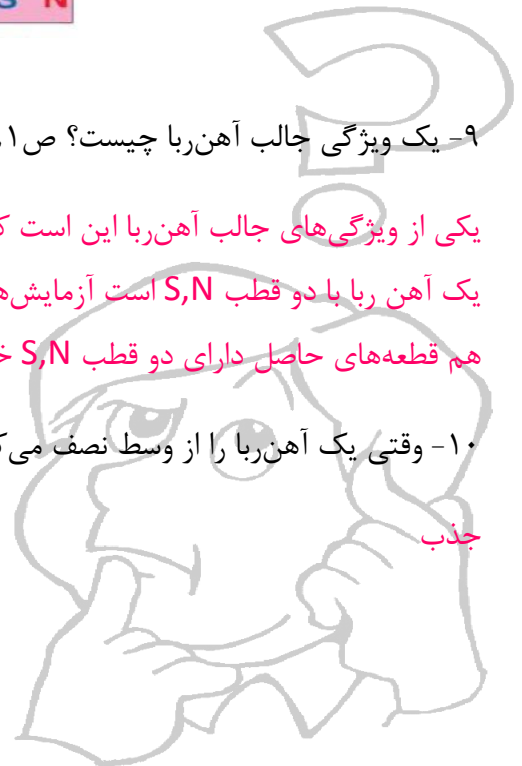 S N
۹- یک ویژگی جالب آهن‌ربا چیست؟ ص۱
یکی از ویژگی‌های جالب آهن‌ربا این است
یک آهن ربا با دو قطب S,N است
هم قطعه‌های حاصل دارای دو قطب S,N
۱۰- وقتی یک آهن‌ربا را از وسط نصف
جذب